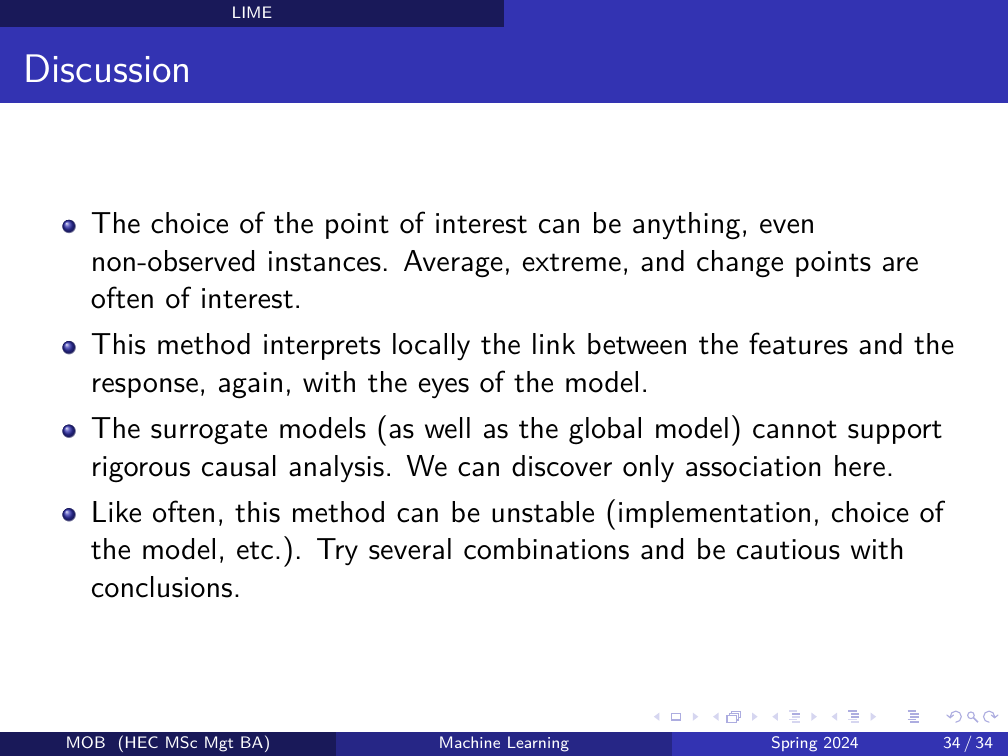 LIME
Discussion
The choice of the point of interest can be anything, even
non-observed instances. Average, extreme, and change points are
often of interest.
This method interprets locally the link between the features and the
response, again, with the eyes of the model.
The surrogate models (as well as the global model) cannot support
rigorous causal analysis. We can discover only association here.
Like often, this method can be unstable (implementation, choice of
the model, etc.). Try several combinations and be cautious with
conclusions.
MOB (HEC MSc Mgt BA) Machine Learning Spring 2024 34 / 34